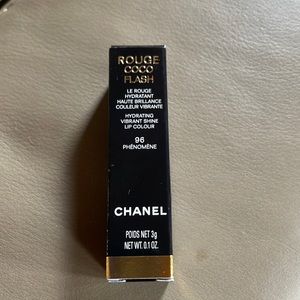 ROUGE
COCO
FLASH
LE ROUGE
HYDRATANT
HAUTE BRILLANCE
COULEUR VIBRANTE
HYDRATING
VIBRANT SHINE
LIP COLOUR
96
PHÉNOMÈNE
CHANEL
POIDS NET 3g
NET WT. 0.1 OZ.